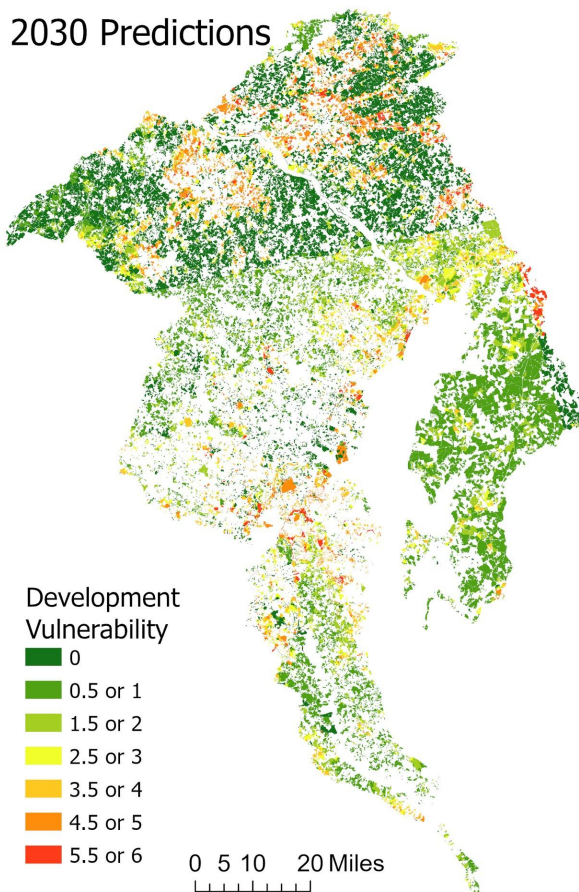 2030 Predictions
Development
Vulnerability
0
0.5 or 1
1.5 or 2
2.5 or 3
3.5 or 4
4.5 or 5
5.5 or 6
0 5 10 20 Miles